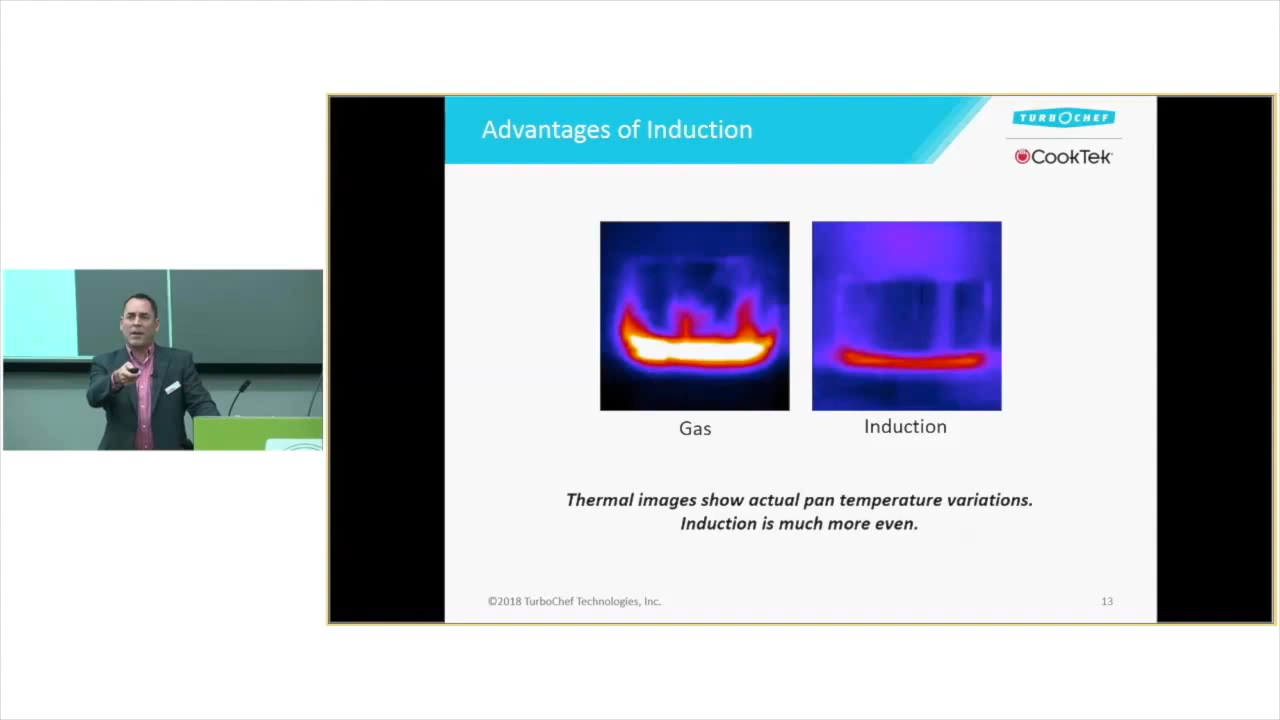 Advantages of Induction
TURBOCHEF
CookTek
Gas
Induction
Thermal images show actual pan temperature variations.
Induction is much more even.
©2018 TurboChef Technologies, Inc.
13